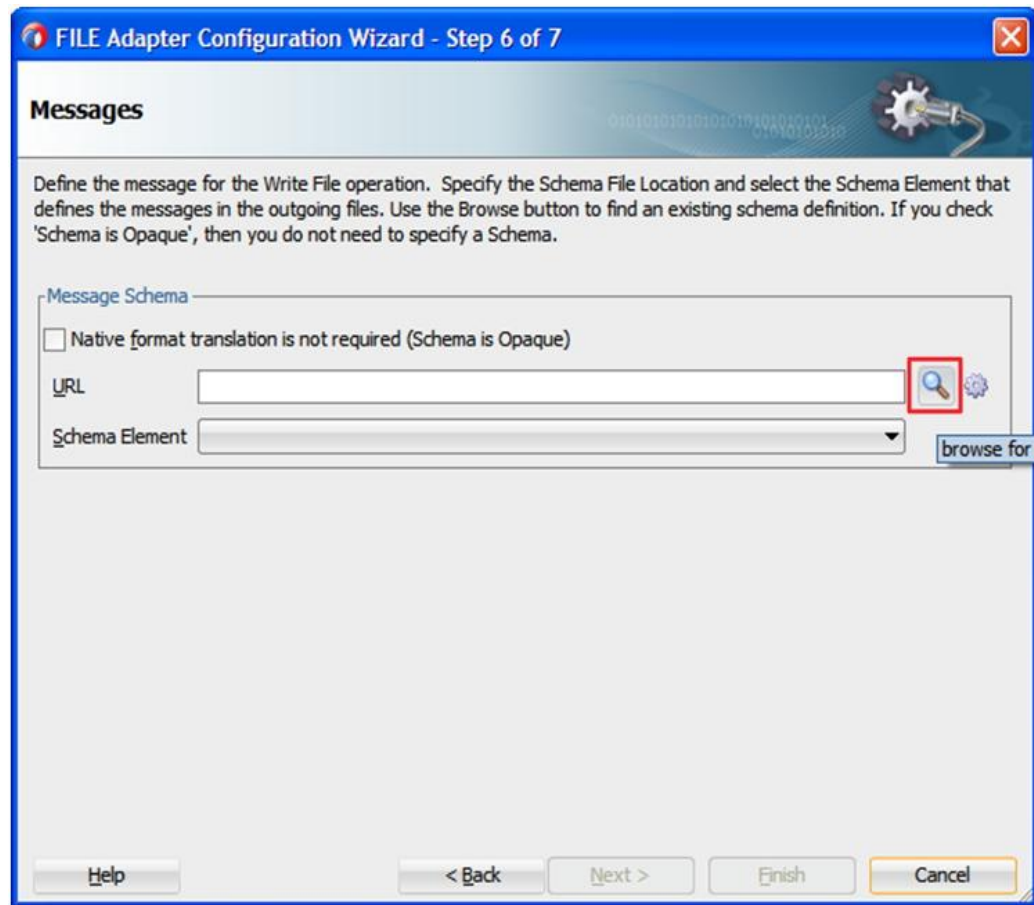 FILE Adapter Configuration Wizard - Step 6 of 7
Messages
Define the message for the Write File operation. Specify the Schema File Location and select the Schema Element that
defines the messages in the outgoing files. Use the Browse button to find an existing schema definition. If you check
'Schema is Opaque', then you do not need to specify a Schema.
Message Schema
Native format translation is not required (Schema is Opaque)
URL
Schema Element
browse for
Help
< Back
Next >
Finish
Cancel